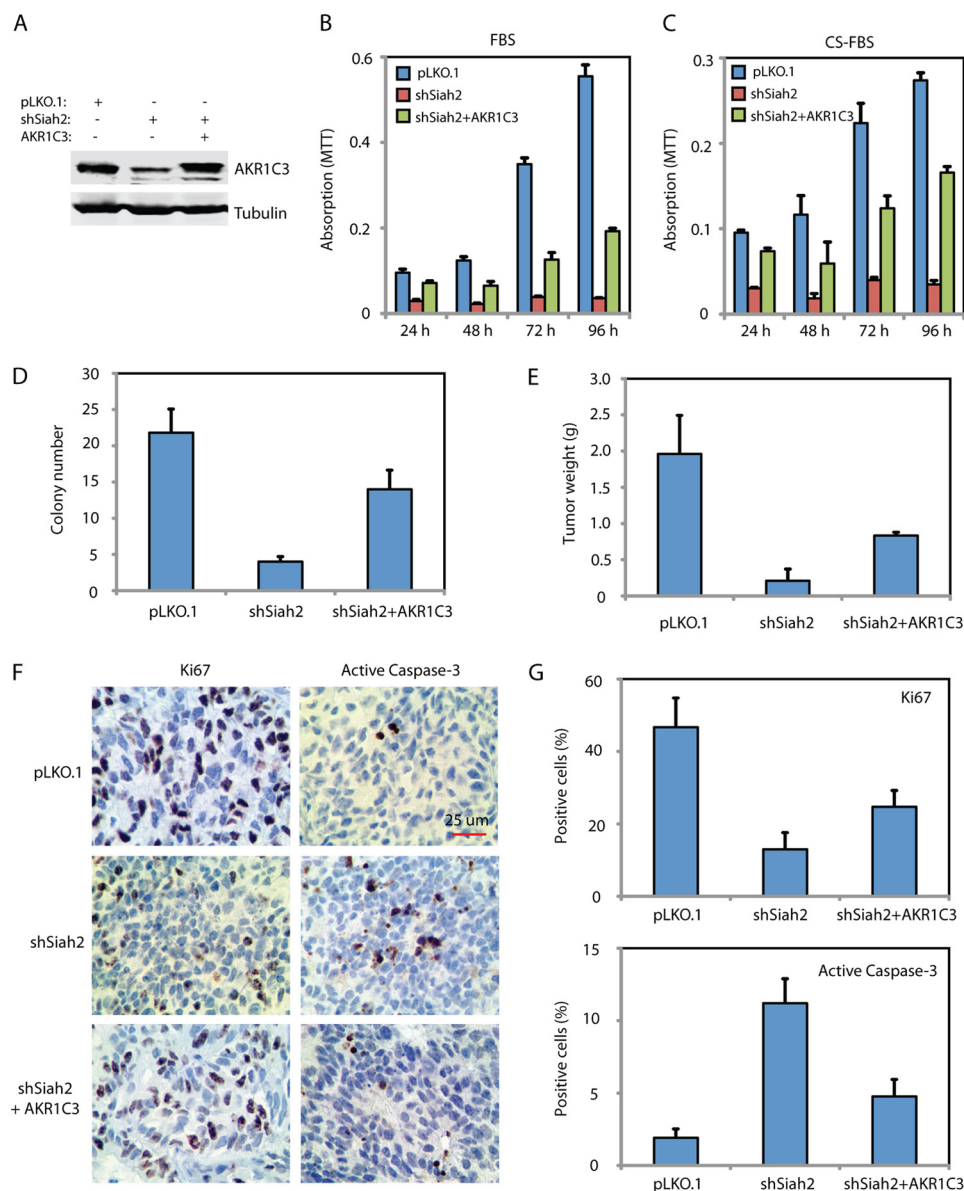 A
pLKO.1: + - -
shSiah2: - + +
AKR1C3: - - +
AKR1C3
Tubulin
B
FBS
Absorption (MTT)
0.6
0.4
0.2
0
pLKO.1
shSiah2
shSiah2+AKR1C3
24 h 48 h 72 h 96 h
C
CS-FBS
Absorption (MTT)
0.3
0.2
0.1
0
pLKO.1
shSiah2
shSiah2+AKR1C3
24 h 48 h 72 h 96 h
D
Colony number
30
25
20
15
10
5
0
pLKO.1 shSiah2 shSiah2+AKR1C3
E
Tumor weight (g)
3.0
2.5
2.0
1.5
1.0
0.5
0
pLKO.1 shSiah2 shSiah2+AKR1C3
F
Ki67 Active Caspase-3
pLKO.1
25 um
shSiah2
shSiah2
+ AKR1C3
G
Ki67
Positive cells (%)
60
40
20
0
pLKO.1 shSiah2 shSiah2+AKR1C3
Active Caspase-3
Positive cells (%)
15
10
5
0
pLKO.1 shSiah2 shSiah2+AKR1C3